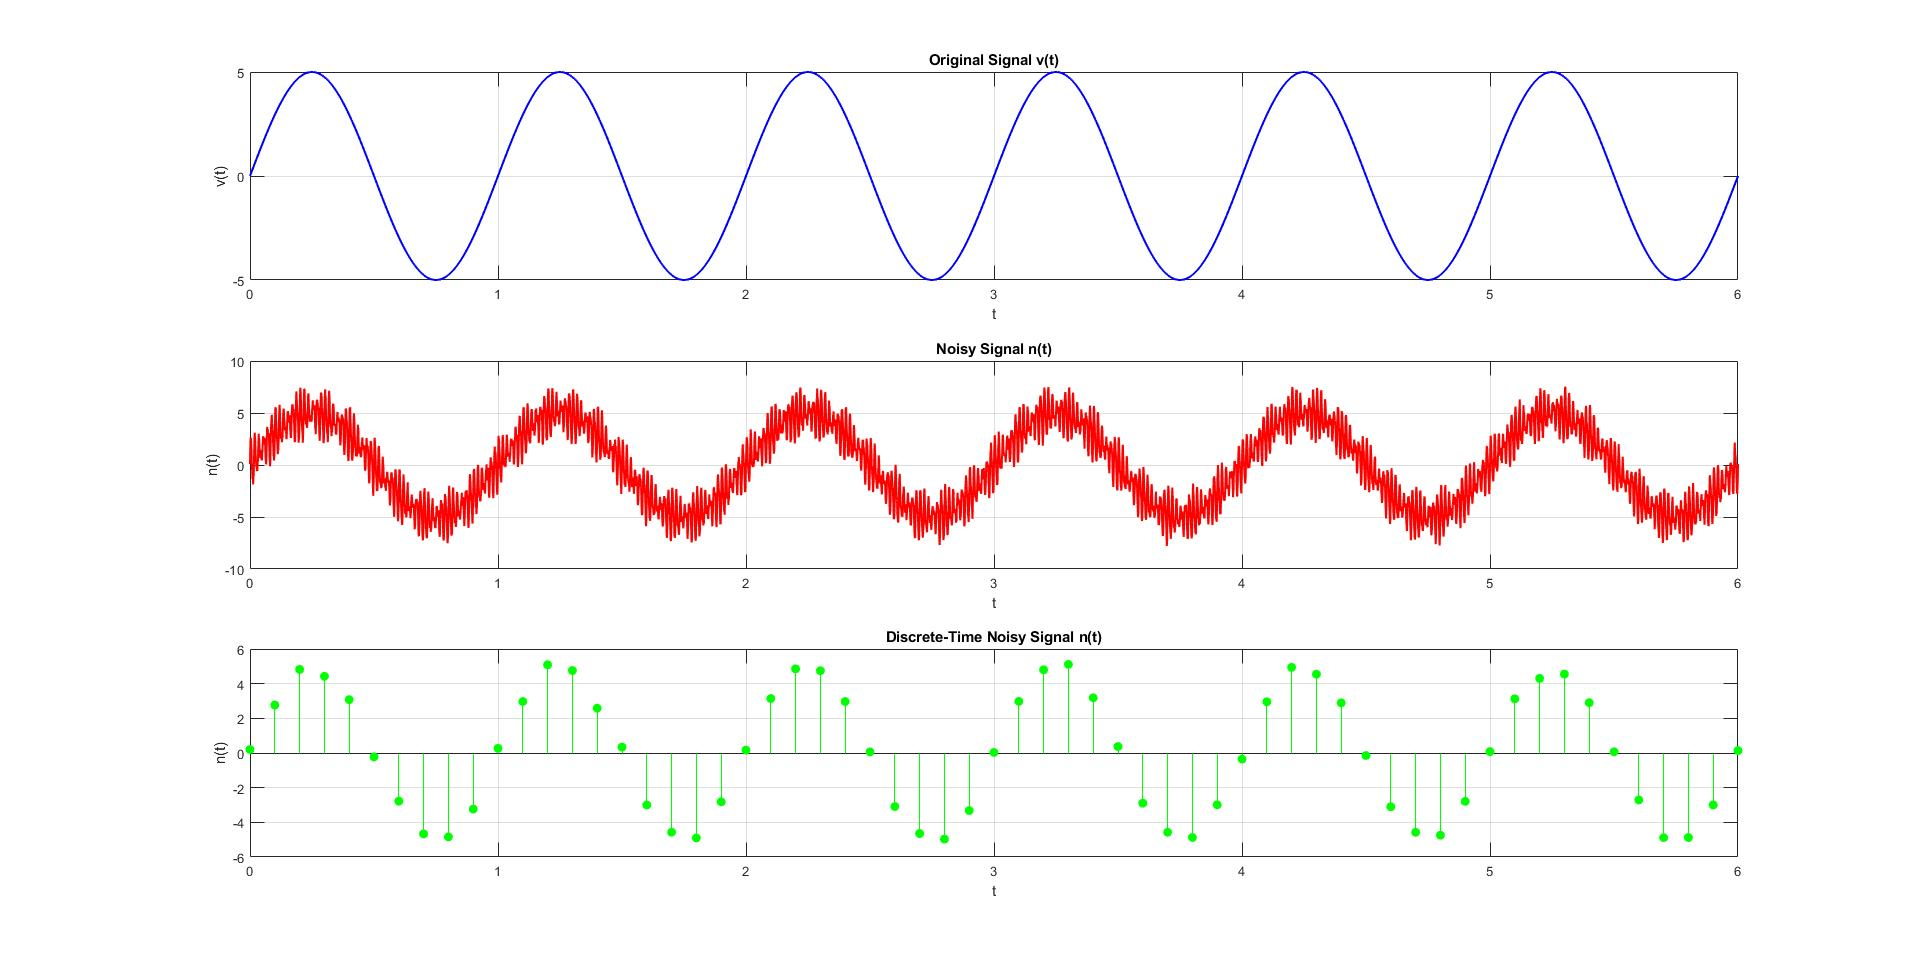 Original Signal v(t)
5
0
-5
v(t)
0 1 2 3 4 5 6
t
Noisy Signal n(t)
10
5
0
-5
-10
n(t)
0 1 2 3 4 5 6
t
Discrete-Time Noisy Signal n(t)
6
4
2
0
-2
-4
-6
n(t)
0 1 2 3 4 5 6
t